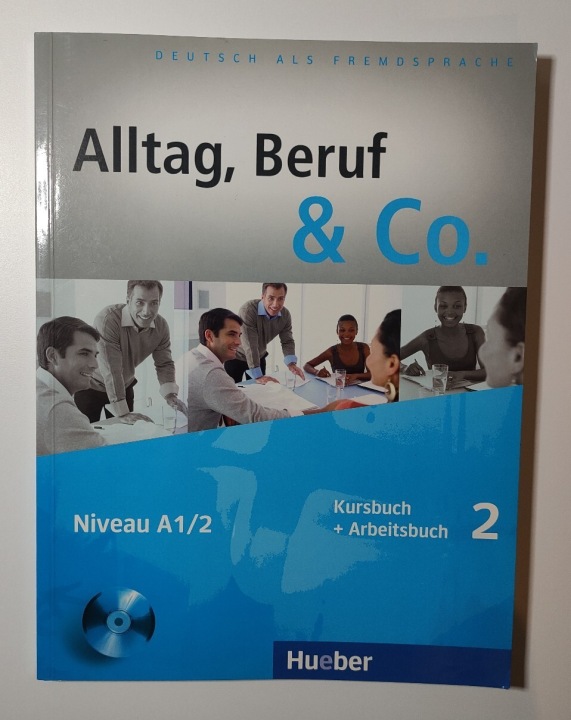 DEUTSCH ALS FREMDSPRACHE
Alltag, Beruf
& Co.
Niveau A1/2
Kursbuch
+ Arbeitsbuch
2
Hueber